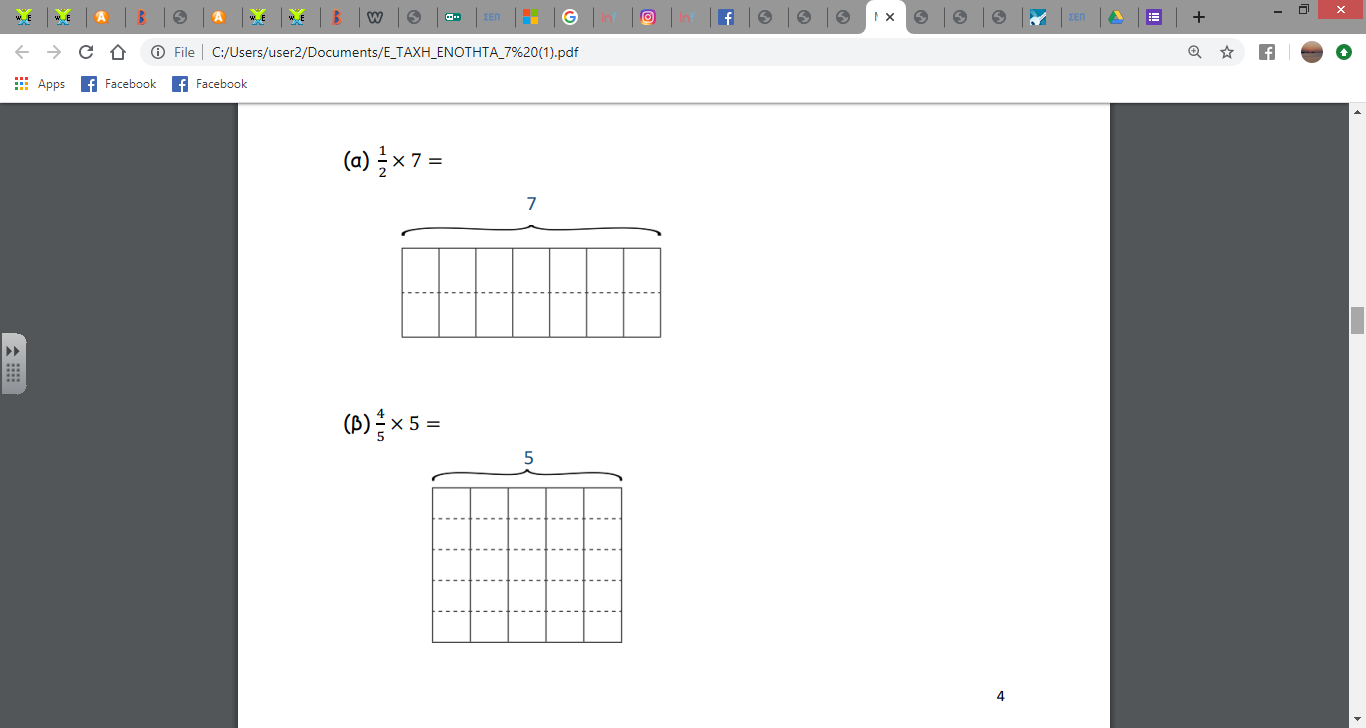 File C:/Users/user2/Documents/E_TAXH_ENOTHTA_7%20(1).pdf
Apps Facebook Facebook
(α) 1/2 × 7 =
7
(β) 4/5 × 5 =
5
4